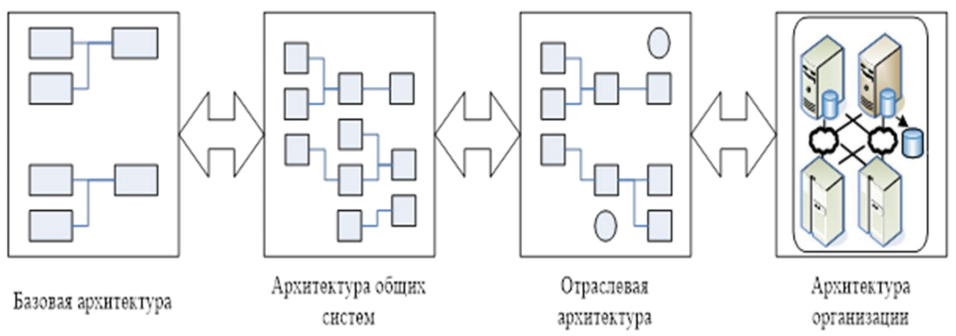 Базовая архитектура
Архитектура общих
систем
Отраслевая
архитектура
Архитектура
организации